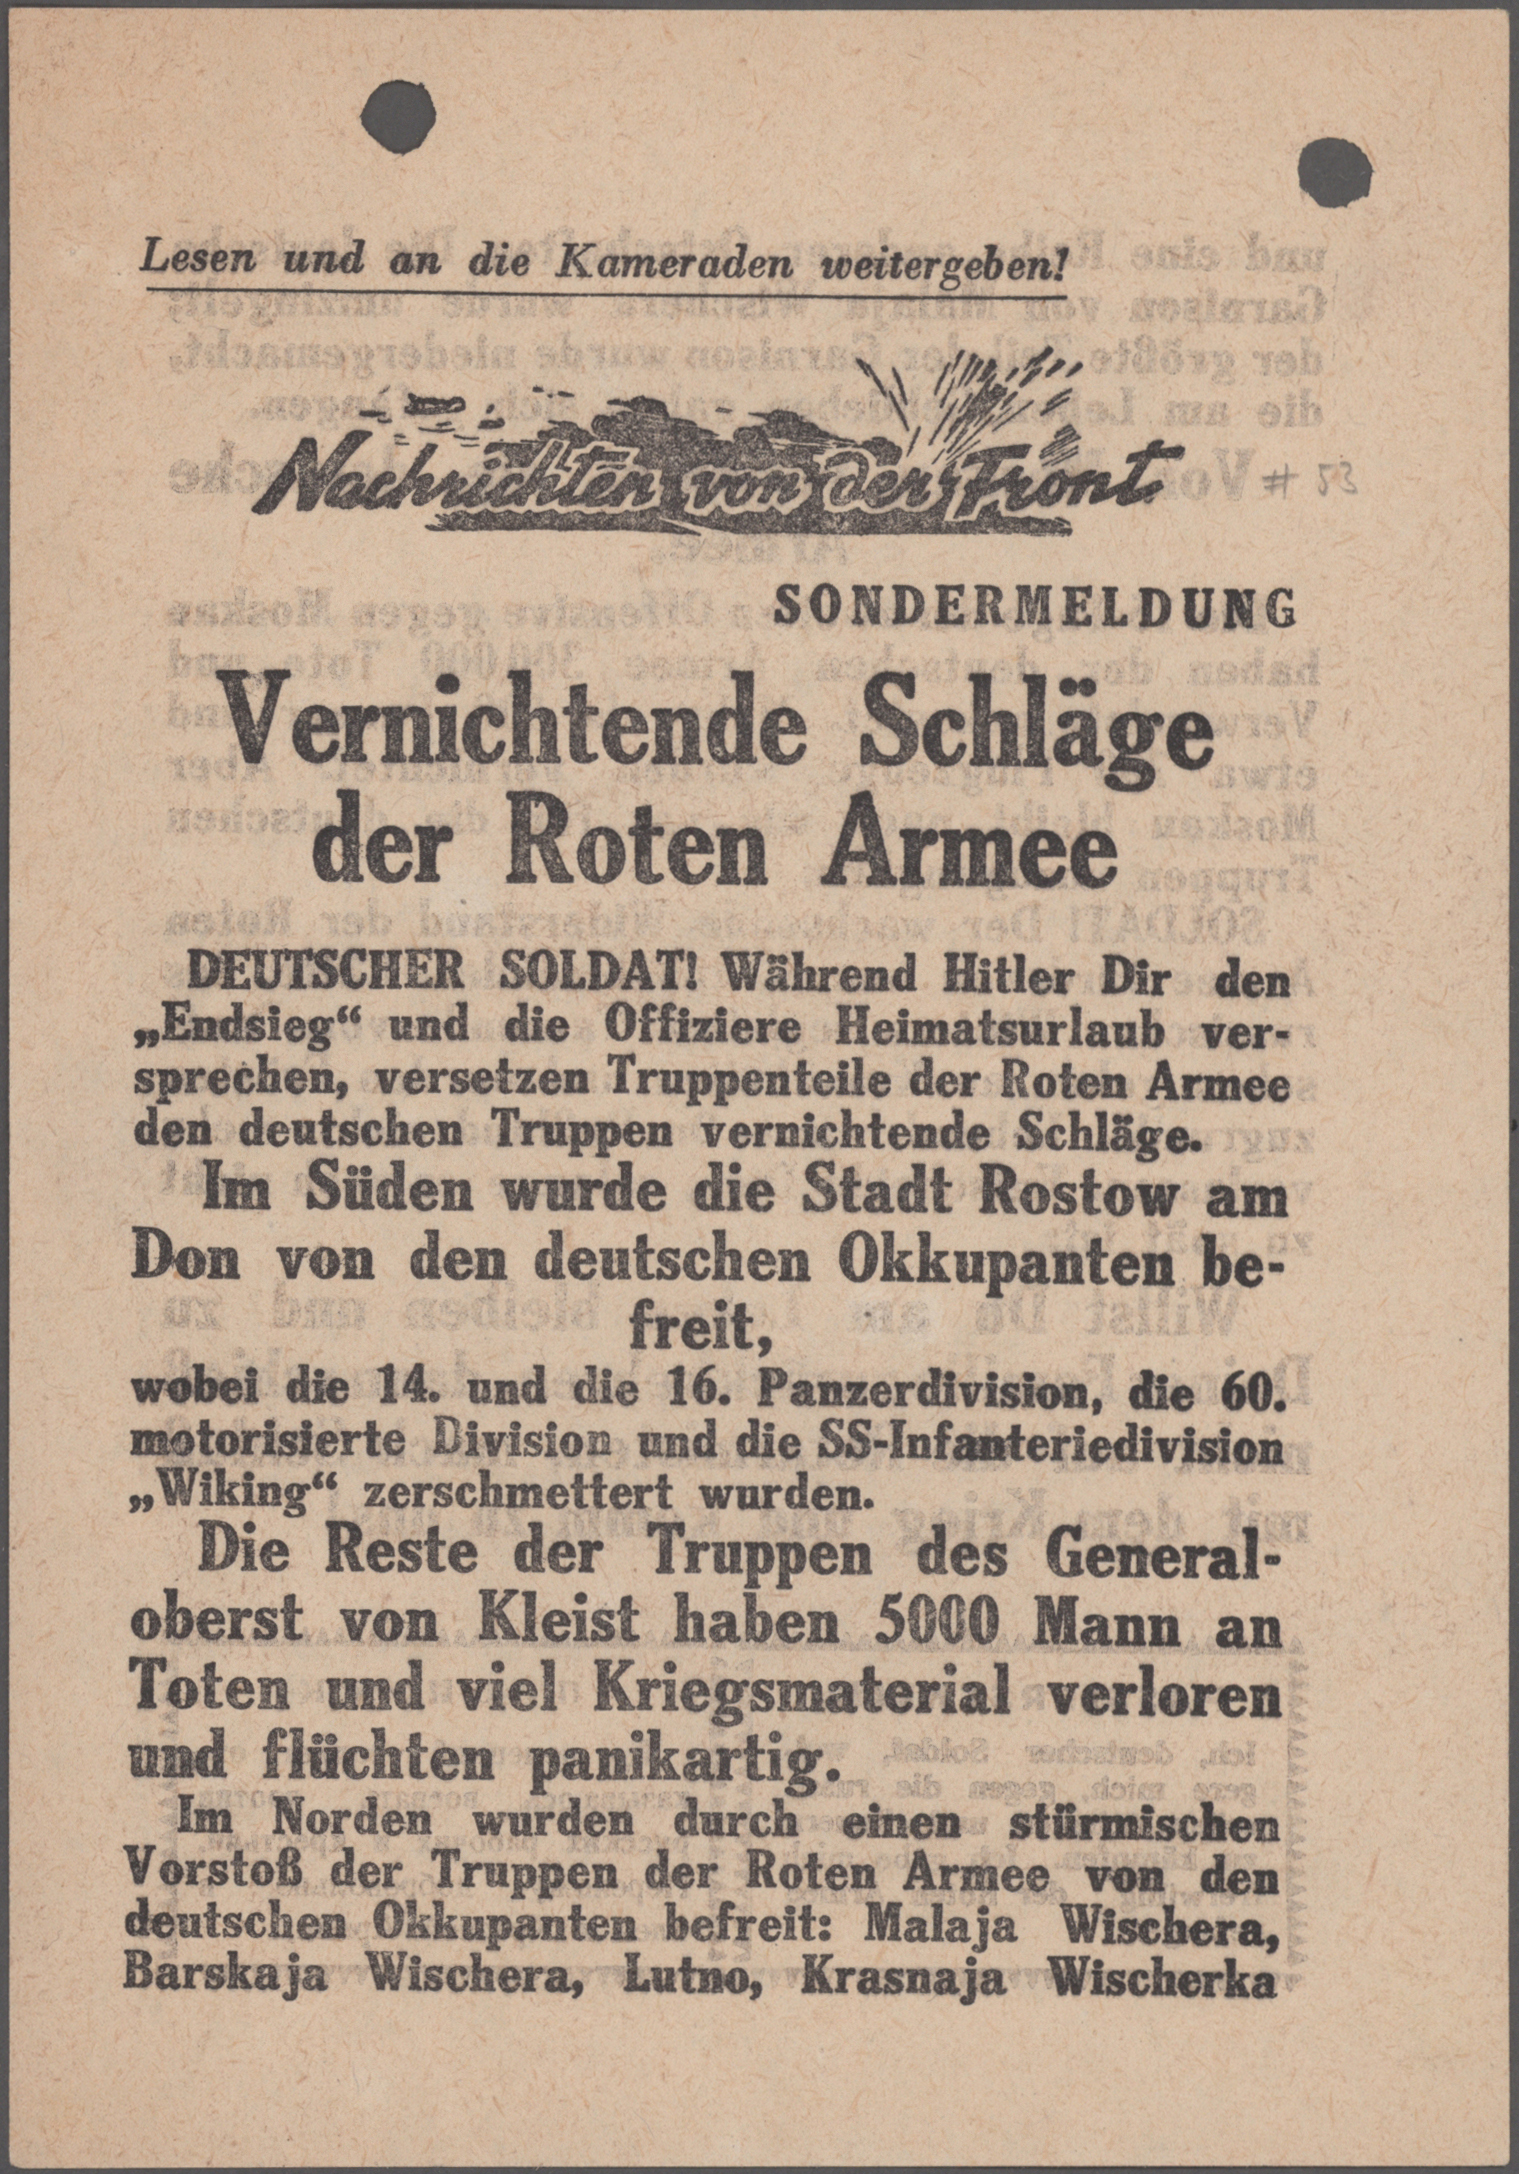 Lesen und an die Kameraden weitergeben!
Nachrichten von der Front
# 23
SONDERMELDUNG
Vernichtende Schläge
der Roten Armee
DEUTSCHER SOLDAT! Während Hitler Dir den
„Endsieg“ und die Offiziere Heimatsurlaub ver-
sprechen, versetzen Truppenteile der Roten Armee
den deutschen Truppen vernichtende Schläge.
Im Süden wurde die Stadt Rostow am
Don von den deutschen Okkupanten be-
freit,
wobei die 14. und die 16. Panzerdivision, die 60.
motorisierte Division und die SS-Infanteriedivision
„Wiking“ zerschmettert wurden.
Die Reste der Truppen des General-
oberst von Kleist haben 5000 Mann an
Toten und viel Kriegsmaterial verloren
und flüchten panikartig.
Im Norden wurden durch einen stürmischen
Vorstoß der Truppen der Roten Armee von den
deutschen Okkupanten befreit: Malaja Wischera,
Barskaja Wischera, Lutno, Krasnaja Wischerka